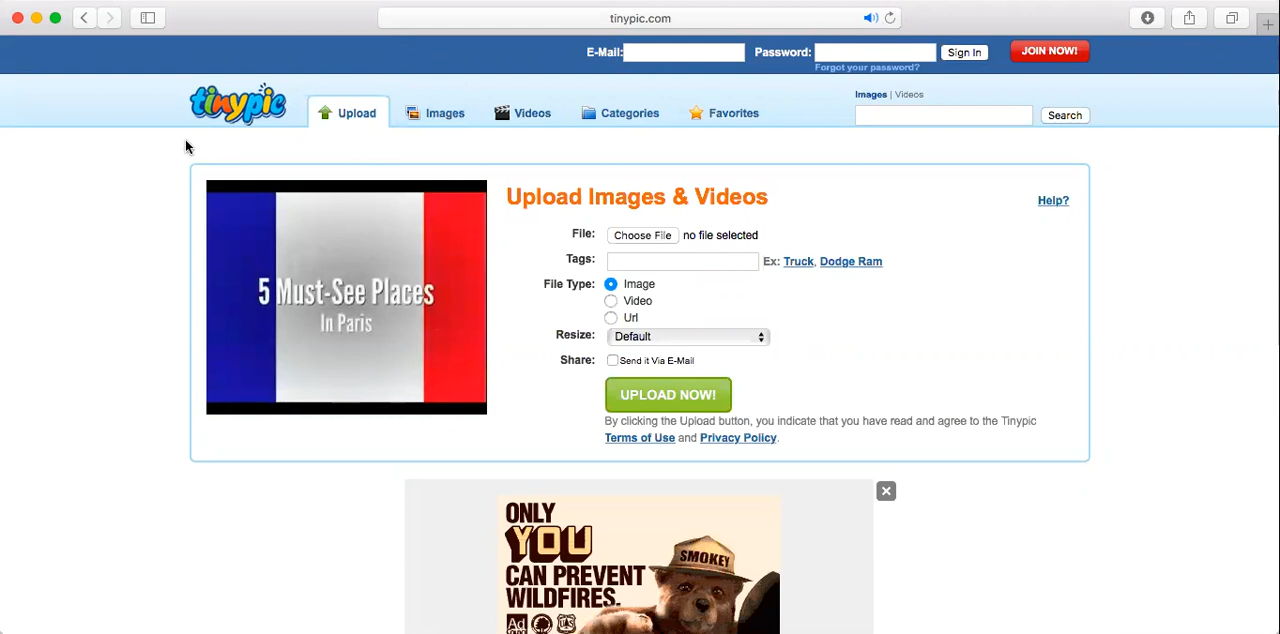 tinypic.com
E-Mail: Password: Sign In JOIN NOW!
Forgot your password?
tinypic Upload Images Videos Categories Favorites
Images | Videos
Search
5 Must-See Places
In Paris
Upload Images & Videos
Help?
File: Choose File no file selected
Tags: Ex: Truck, Dodge Ram
File Type: Image
Video
Url
Resize: Default
Share: Send it Via E-Mail
UPLOAD NOW!
By clicking the Upload button, you indicate that you have read and agree to the Tinypic
Terms of Use and Privacy Policy.
ONLY
YOU
CAN PREVENT
WILDFIRES.
SMOKEY
Ad